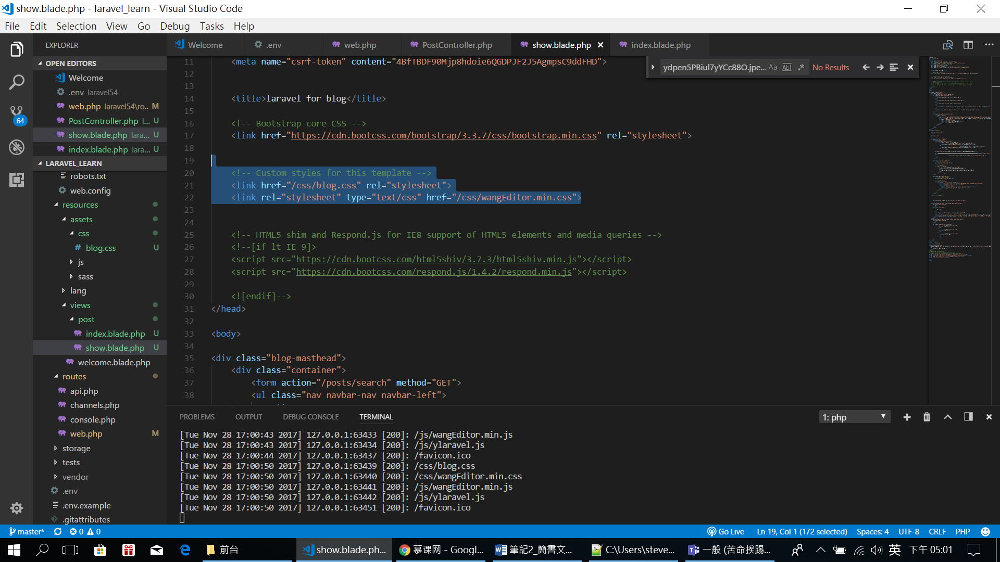 show.blade.php - laravel_learn - Visual Studio Code
File Edit Selection View Go Debug Tasks Help
EXPLORER
OPEN EDITORS
Welcome
.env laravel54
web.php laravel54\ro... M
PostController.php l... U
show.blade.php lara... U
index.blade.php lara... U
LARAVEL_LEARN
robots.txt
web.config
resources
assets
css
# blog.css U
js
sass
lang
views
post
index.blade.php U
show.blade.php U
welcome.blade.php
routes
api.php
channels.php
console.php
web.php M
storage
tests
vendor
.env
.env.example
.gitattributes
64
Welcome .env web.php PostController.php show.blade.php index.blade.php
ydpen5PBiul7yYCc88O.jpe... Aa Abl .* No Results
11 <meta name="csrf-token" content="4BfTBDF90Mjp8hdoie6QGDPJF2J5AgmpsC9ddFHD">
12
13
14 <title>laravel for blog</title>
15
16 <!-- Bootstrap core CSS -->
17 <link href="https://cdn.bootcss.com/bootstrap/3.3.7/css/bootstrap.min.css" rel="stylesheet">
18
19
20 <!-- Custom styles for this template -->
21 <link href="/css/blog.css" rel="stylesheet">
22 <link rel="stylesheet" type="text/css" href="/css/wangEditor.min.css">
23
24
25 <!-- HTML5 shim and Respond.js for IE8 support of HTML5 elements and media queries -->
26 <!--[if lt IE 9]>
27 <script src="https://cdn.bootcss.com/html5shiv/3.7.3/html5shiv.min.js"></script>
28 <script src="https://cdn.bootcss.com/respond.js/1.4.2/respond.min.js"></script>
29
30 <![endif]-->
31 </head>
32
33 <body>
34
35 <div class="blog-masthead">
36 <div class="container">
37 <form action="/posts/search" method="GET">
38 <ul class="nav navbar-nav navbar-left">
PROBLEMS OUTPUT DEBUG CONSOLE TERMINAL
1: php
[Tue Nov 28 17:00:43 2017] 127.0.0.1:63433 [200]: /js/wangEditor.min.js
[Tue Nov 28 17:00:43 2017] 127.0.0.1:63434 [200]: /js/ylaravel.js
[Tue Nov 28 17:00:44 2017] 127.0.0.1:63437 [200]: /favicon.ico
[Tue Nov 28 17:00:50 2017] 127.0.0.1:63439 [200]: /css/blog.css
[Tue Nov 28 17:00:50 2017] 127.0.0.1:63440 [200]: /css/wangEditor.min.css
[Tue Nov 28 17:00:50 2017] 127.0.0.1:63441 [200]: /js/wangEditor.min.js
[Tue Nov 28 17:00:50 2017] 127.0.0.1:63442 [200]: /js/ylaravel.js
[Tue Nov 28 17:00:50 2017] 127.0.0.1:63451 [200]: /favicon.ico
master* 0 0 Go Live Ln 19, Col 1 (172 selected) Spaces: 4 UTF-8 CRLF PHP
前台 show.blade.ph... 慕课网 - Googl... 筆記2_簡書文... C:\Users\steve... 一般 (苦命挨踢... 英 下午 05:01